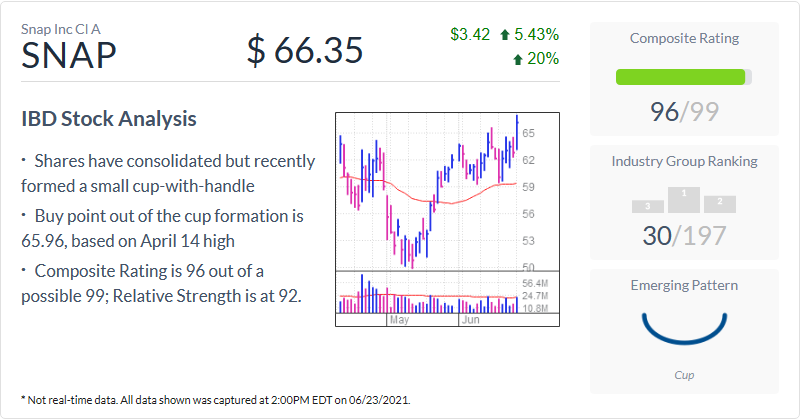 Snap Inc Cl A
SNAP
$ 66.35
$3.42 5.43%
20%
IBD Stock Analysis
• Shares have consolidated but recently
formed a small cup-with-handle
• Buy point out of the cup formation is
65.96, based on April 14 high
• Composite Rating is 96 out of a
possible 99; Relative Strength is at 92.
65
62
59
56
53
50
56.4M
24.7M
10.8M
May
Jun
Composite Rating
96/99
Industry Group Ranking
3 1 2
30/197
Emerging Pattern
Cup
* Not real-time data. All data shown was captured at 2:00PM EDT on 06/23/2021.